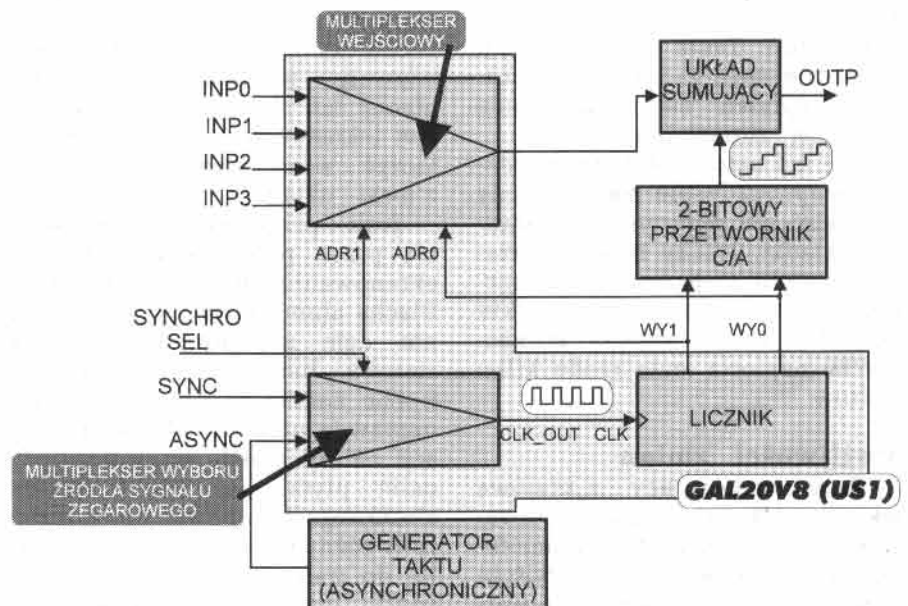 MULTIPLEKSER
WEJŚCIOWY
INP0
INP1
INP2
INP3
UKŁAD
SUMUJĄCY
OUTP
2-BITOWY
PRZETWORNIK
C/A
ADR1
ADR0
WY1
WY0
SYNCHRO
SEL
SYNC
ASYNC
CLK_OUT
CLK
LICZNIK
MULTIPLEKSER WYBORU
ŹRÓDŁA SYGNAŁU
ZEGAROWEGO
GAL20V8 (US1)
GENERATOR
TAKTU
(ASYNCHRONICZNY)